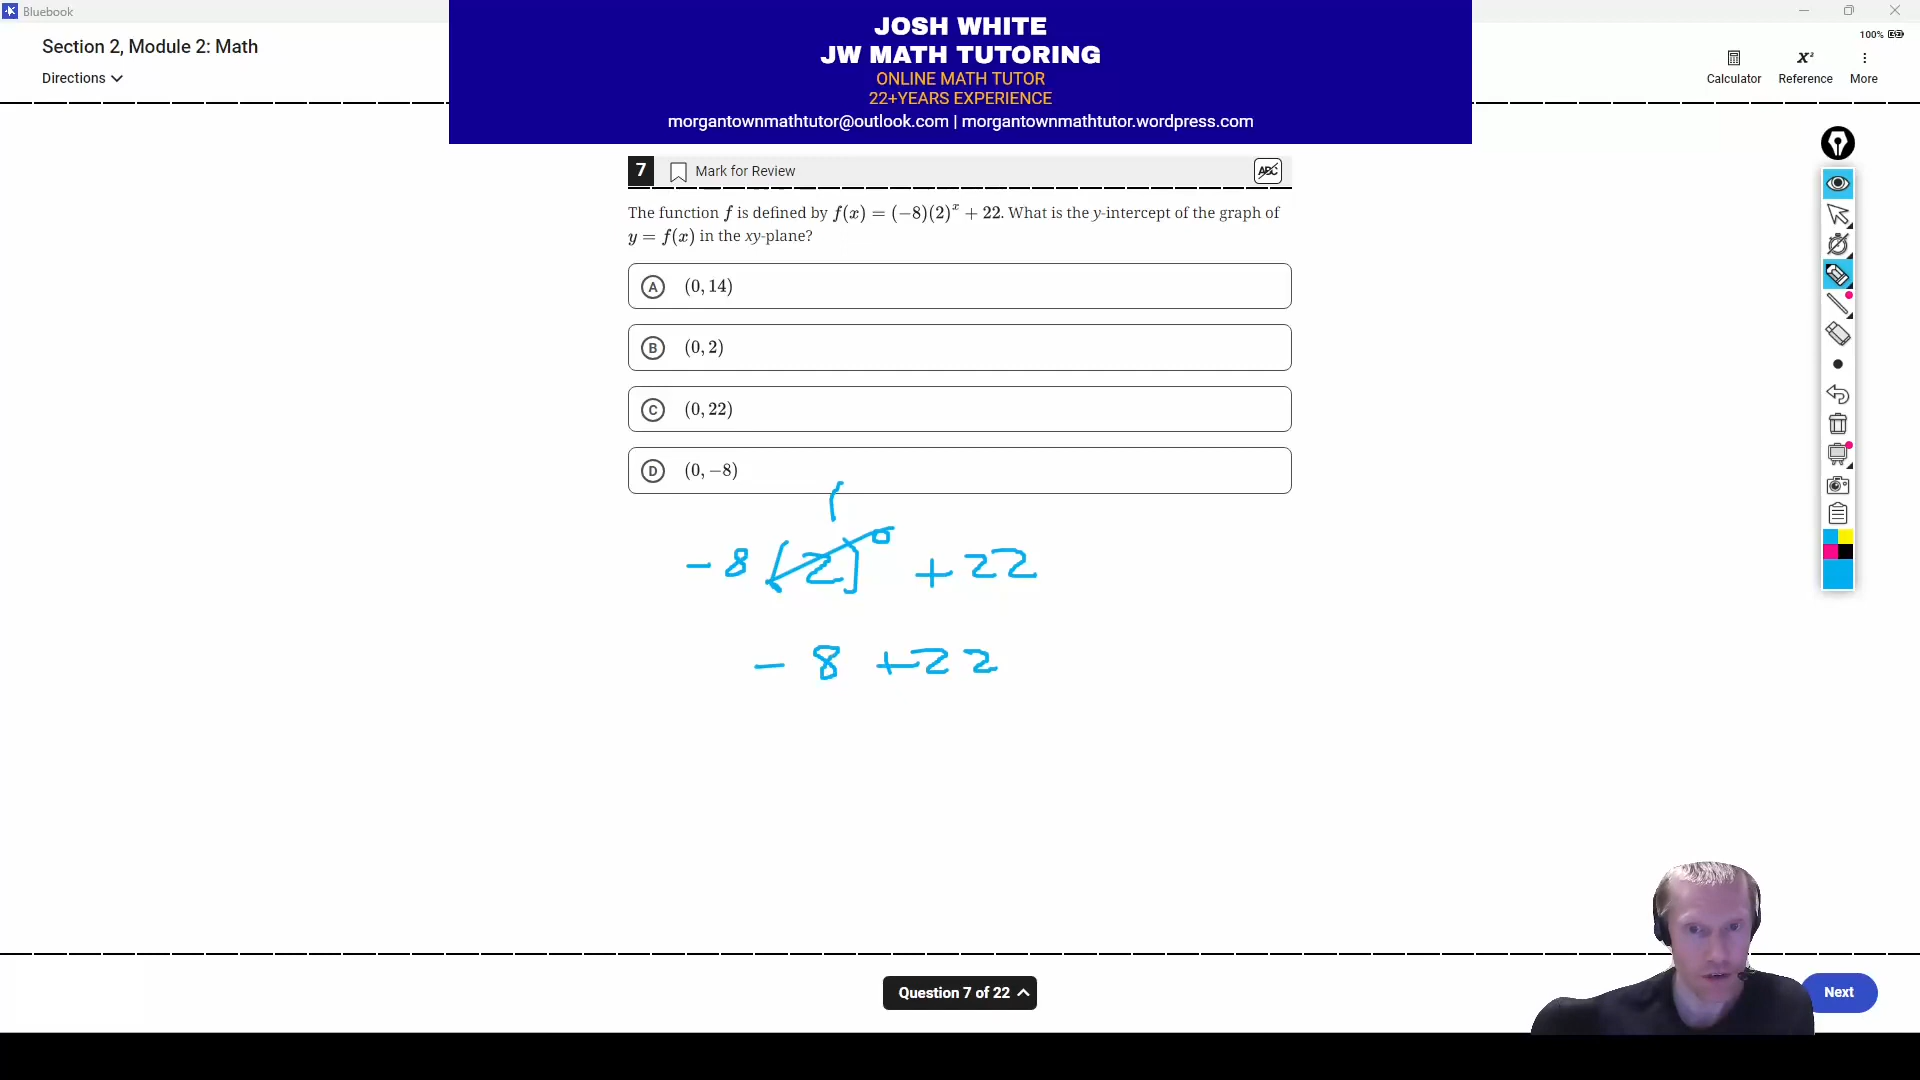 Bluebook
Section 2, Module 2: Math
Directions
JOSH WHITE
JW MATH TUTORING
ONLINE MATH TUTOR
22+YEARS EXPERIENCE
morgantownmathtutor@outlook.com | morgantownmathtutor.wordpress.com
100%
Calculator
Reference
More
7 Mark for Review ABC
The function f is defined by f(x) = (−8)(2)^x + 22. What is the y-intercept of the graph of
y = f(x) in the xy-plane?
A (0, 14)
B (0, 2)
C (0, 22)
D (0, −8)
1
-8(2)^0 +22
-8 +22
Question 7 of 22
Next